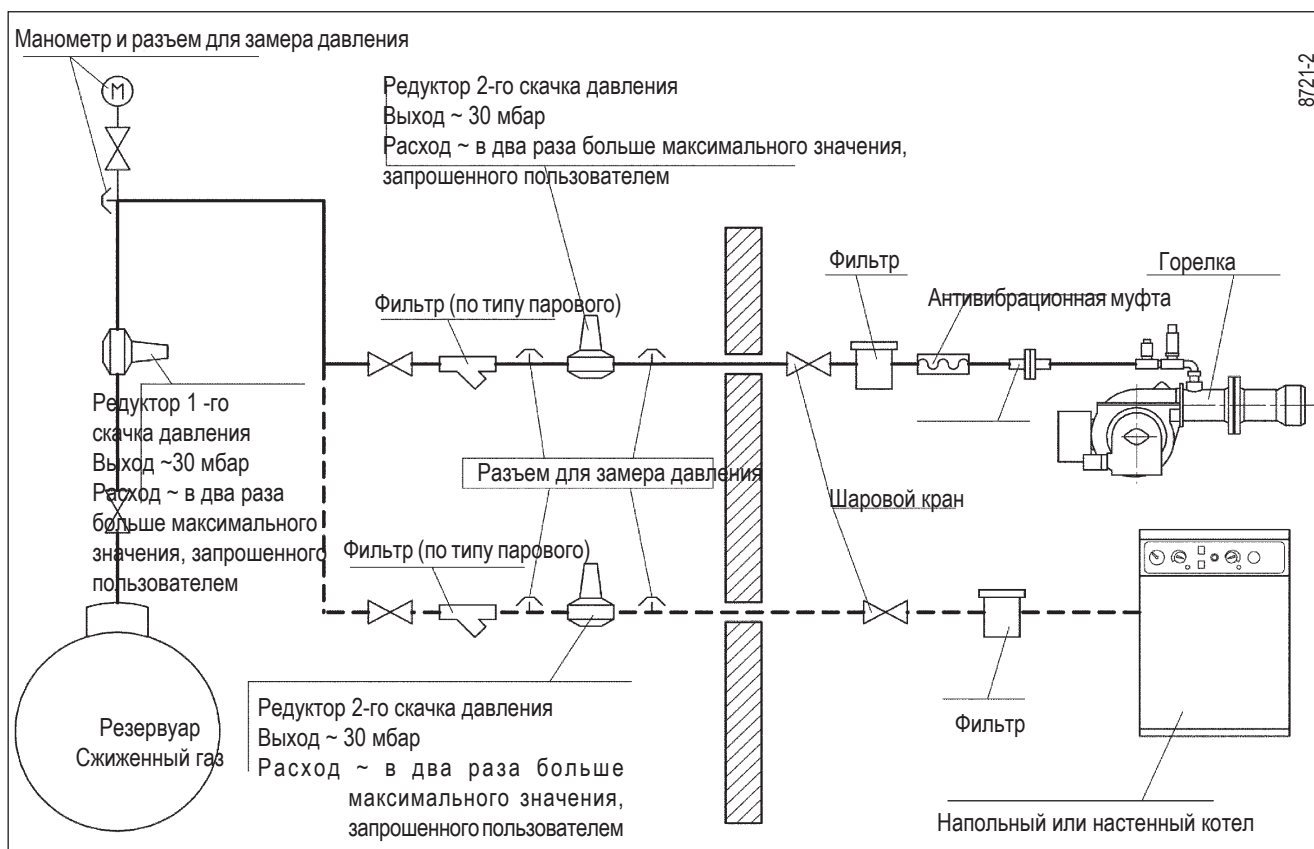 Манометр и разъем для замера давления
M
8721-2
Редуктор 2-го скачка давления
Выход ~ 30 мбар
Расход ~ в два раза больше максимального значения,
запрошенного пользователем
Фильтр
Горелка
Фильтр (по типу парового)
Антивибрационная муфта
Редуктор 1 -го
скачка давления
Выход ~30 мбар
Расход ~ в два раза
больше максимального
значения, запрошенного
пользователем
Разъем для замера давления
Шаровой кран
Фильтр (по типу парового)
Резервуар
Сжиженный газ
Редуктор 2-го скачка давления
Выход ~ 30 мбар
Расход ~ в два раза больше
максимального значения,
запрошенного пользователем
Фильтр
Напольный или настенный котел